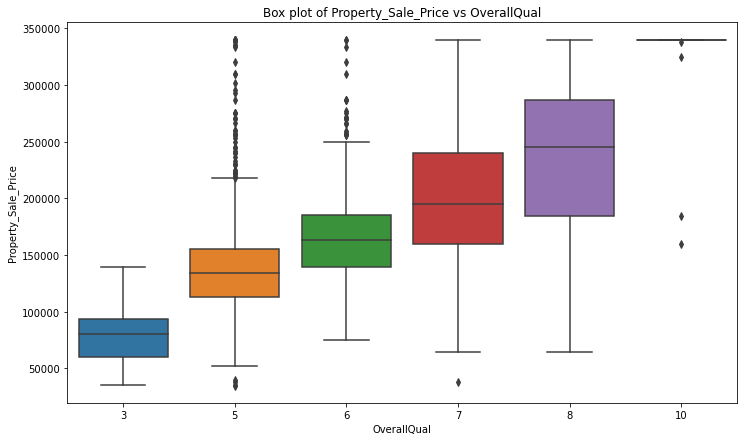 Box plot of Property_Sale_Price vs OverallQual
350000
300000
250000
200000
150000
100000
50000
Property_Sale_Price
3 5 6 7 8 10
OverallQual